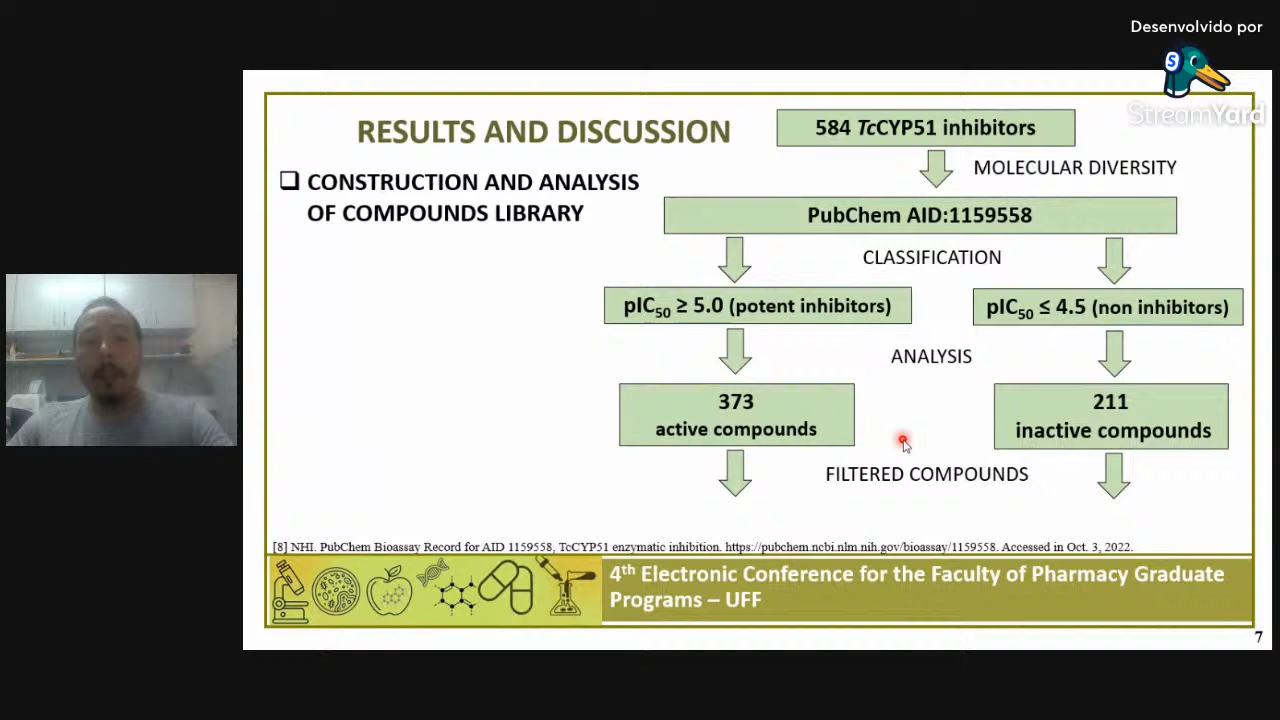 Desenvolvido por
S
StreamYard
RESULTS AND DISCUSSION
❑ CONSTRUCTION AND ANALYSIS
OF COMPOUNDS LIBRARY
584 TcCYP51 inhibitors
MOLECULAR DIVERSITY
PubChem AID:1159558
CLASSIFICATION
pIC50 ≥ 5.0 (potent inhibitors)
pIC50 ≤ 4.5 (non inhibitors)
ANALYSIS
373
active compounds
211
inactive compounds
FILTERED COMPOUNDS
[8] NHI. PubChem Bioassay Record for AID 1159558, TcCYP51 enzymatic inhibition. https://pubchem.ncbi.nlm.nih.gov/bioassay/1159558. Accessed in Oct. 3, 2022.
4th Electronic Conference for the Faculty of Pharmacy Graduate
Programs – UFF
7